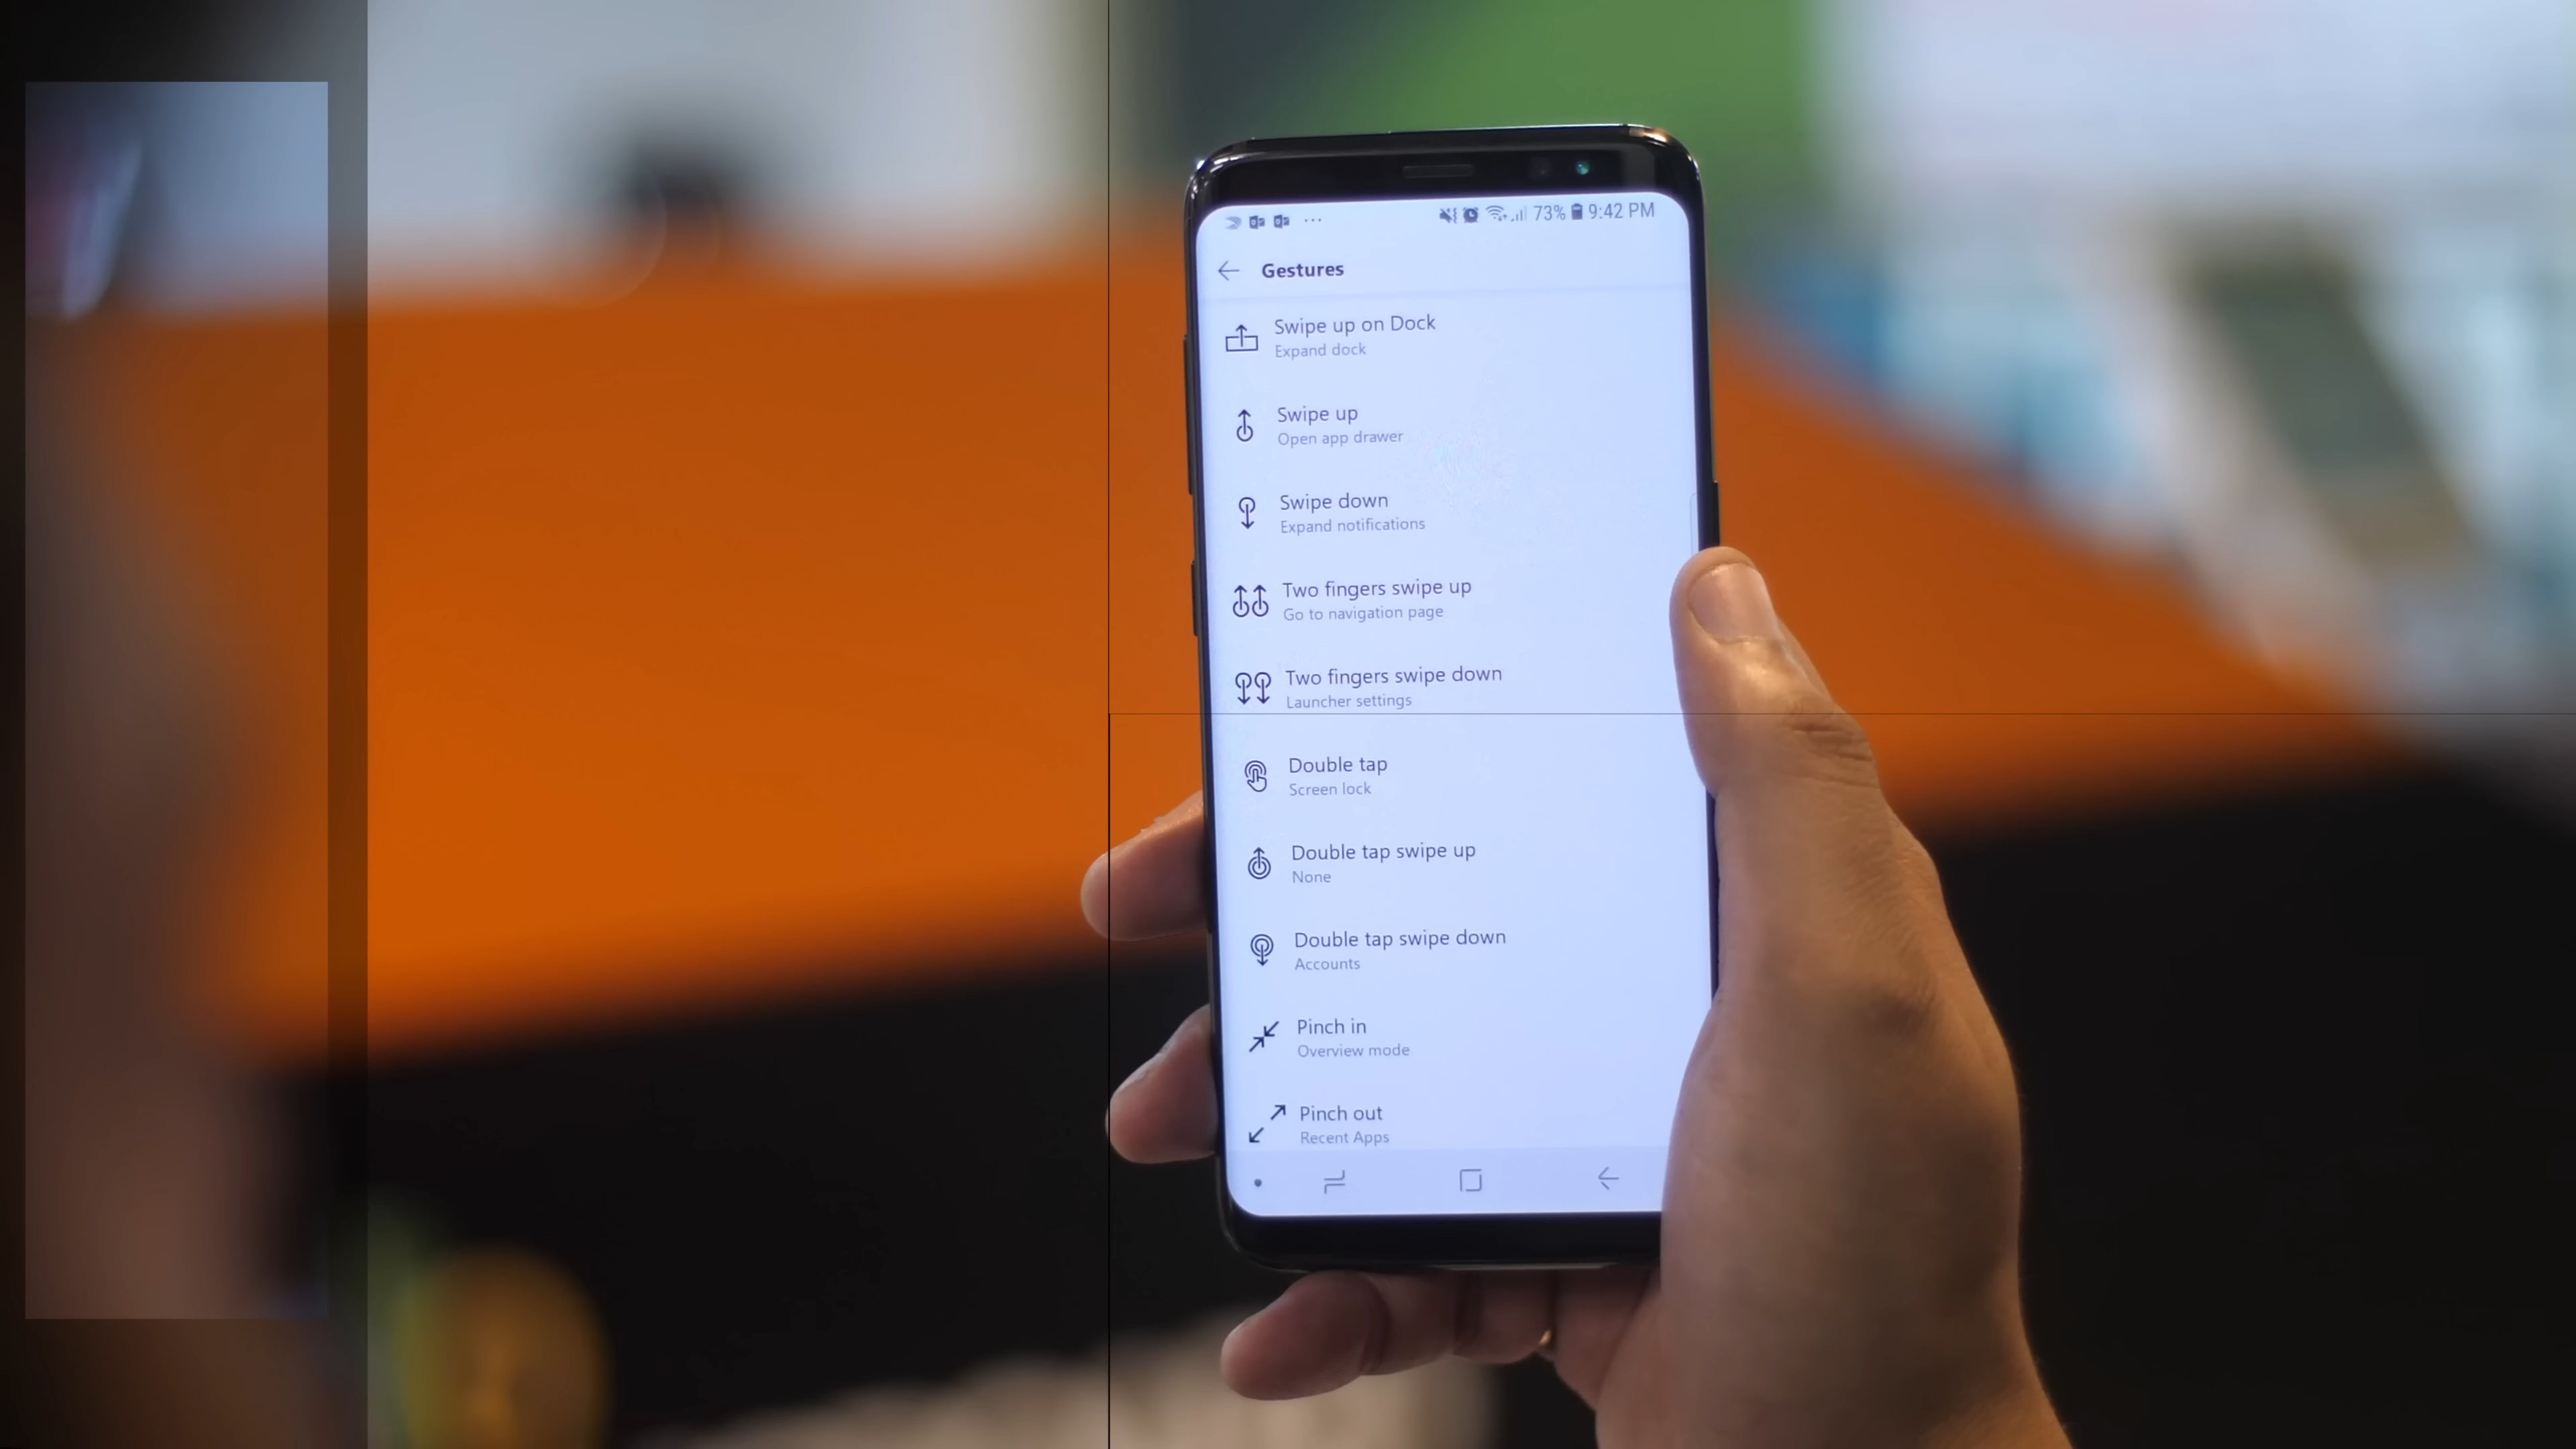 73% 9:42 PM
Gestures
Swipe up on Dock
Expand dock
Swipe up
Open app drawer
Swipe down
Expand notifications
Two fingers swipe up
Go to navigation page
Two fingers swipe down
Launcher settings
Double tap
Screen lock
Double tap swipe up
None
Double tap swipe down
Accounts
Pinch in
Overview mode
Pinch out
Recent Apps